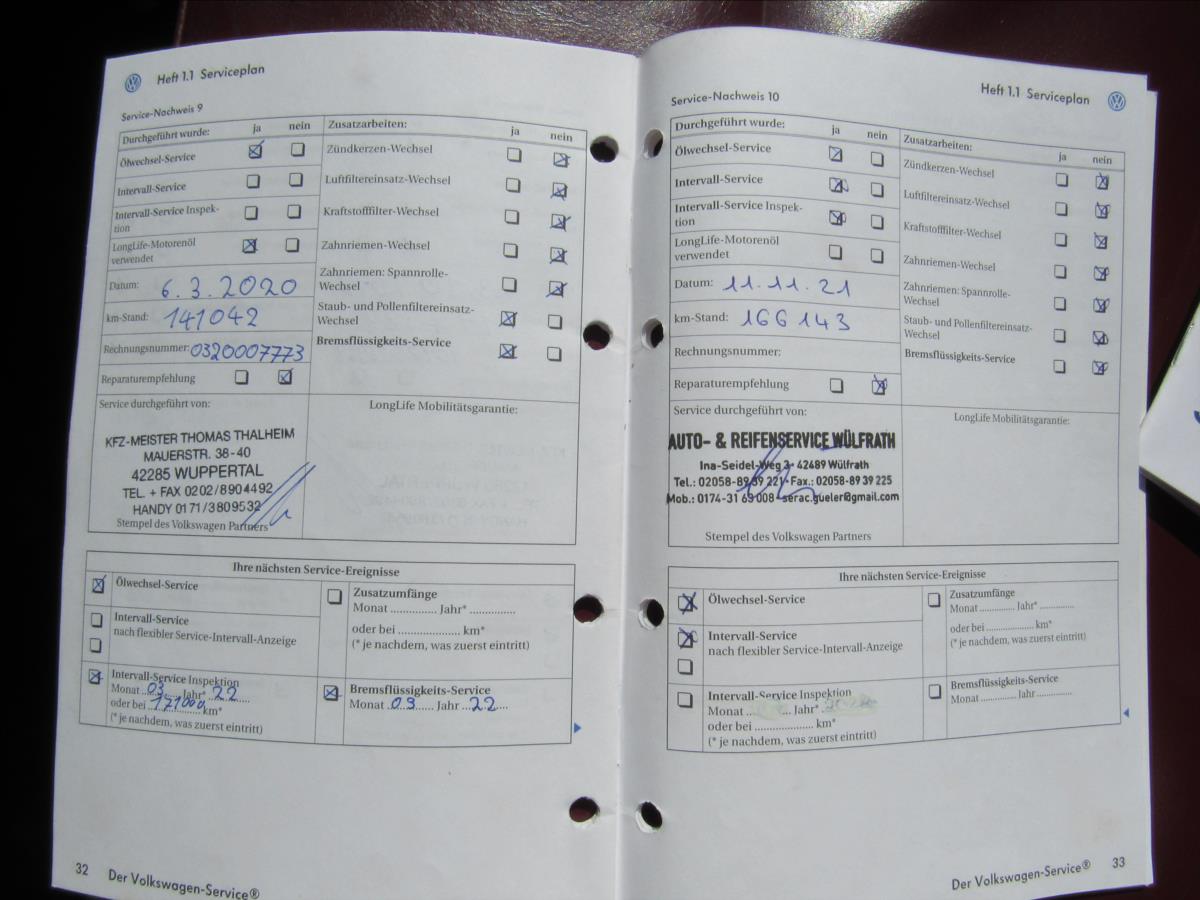 Heft 1.1 Serviceplan
Service-Nachweis 9
Durchgeführt wurde: ja nein
Ölwechsel-Service
Intervall-Service
Intervall-Service Inspek-
tion
LongLife-Motorenöl
verwendet
Datum: 6.3.2020
km-Stand: 141042
Rechnungsnummer: 0320007773
Reparaturempfehlung
Zusatzarbeiten: ja nein
Zündkerzen-Wechsel
Luftfiltereinsatz-Wechsel
Kraftstofffilter-Wechsel
Zahnriemen-Wechsel
Zahnriemen: Spannrolle-
Wechsel
Staub- und Pollenfiltereinsatz-
Wechsel
Bremsflüssigkeits-Service
Service durchgeführt von:
KFZ-MEISTER THOMAS THALHEIM
MAUERSTR. 38-40
42285 WUPPERTAL
TEL. + FAX 0202/8904492
HANDY 0171/3809532
Stempel des Volkswagen Partners
LongLife Mobilitätsgarantie:
Ihre nächsten Service-Ereignisse
Ölwechsel-Service
Intervall-Service
nach flexibler Service-Intervall-Anzeige
Intervall-Service Inspektion
Monat 03 Jahr* 22
oder bei 171000 km*
(* je nachdem, was zuerst eintritt)
Zusatzumfänge
Monat .............. Jahr* ..............
oder bei .................... km*
(* je nachdem, was zuerst eintritt)
Bremsflüssigkeits-Service
Monat 03 Jahr 22
32 Der Volkswagen-Service®
Heft 1.1 Serviceplan
Service-Nachweis 10
Durchgeführt wurde: ja nein
Ölwechsel-Service
Intervall-Service
Intervall-Service Inspek-
tion
LongLife-Motorenöl
verwendet
Datum: 11.11.21
km-Stand: 166143
Rechnungsnummer:
Reparaturempfehlung
Zusatzarbeiten: ja nein
Zündkerzen-Wechsel
Luftfiltereinsatz-Wechsel
Kraftstofffilter-Wechsel
Zahnriemen-Wechsel
Zahnriemen: Spannrolle-
Wechsel
Staub- und Pollenfiltereinsatz-
Wechsel
Bremsflüssigkeits-Service
Service durchgeführt von:
AUTO- & REIFENSERVICE WÜLFRATH
Ina-Seidel-Weg 3 · 42489 Wülfrath
Tel.: 02058-89 39 221 · Fax.: 02058-89 39 225
Mob.: 0174-31 63 008 - serac.gueler@gmail.com
Stempel des Volkswagen Partners
LongLife Mobilitätsgarantie:
Ihre nächsten Service-Ereignisse
Ölwechsel-Service
Intervall-Service
nach flexibler Service-Intervall-Anzeige
Intervall-Service Inspektion
Monat Jahr*
oder bei .................... km*
(* je nachdem, was zuerst eintritt)
Zusatzumfänge
Monat .............. Jahr* ..............
oder bei .................... km*
(* je nachdem, was zuerst eintritt)
Bremsflüssigkeits-Service
Monat .............. Jahr ..............
Der Volkswagen-Service® 33